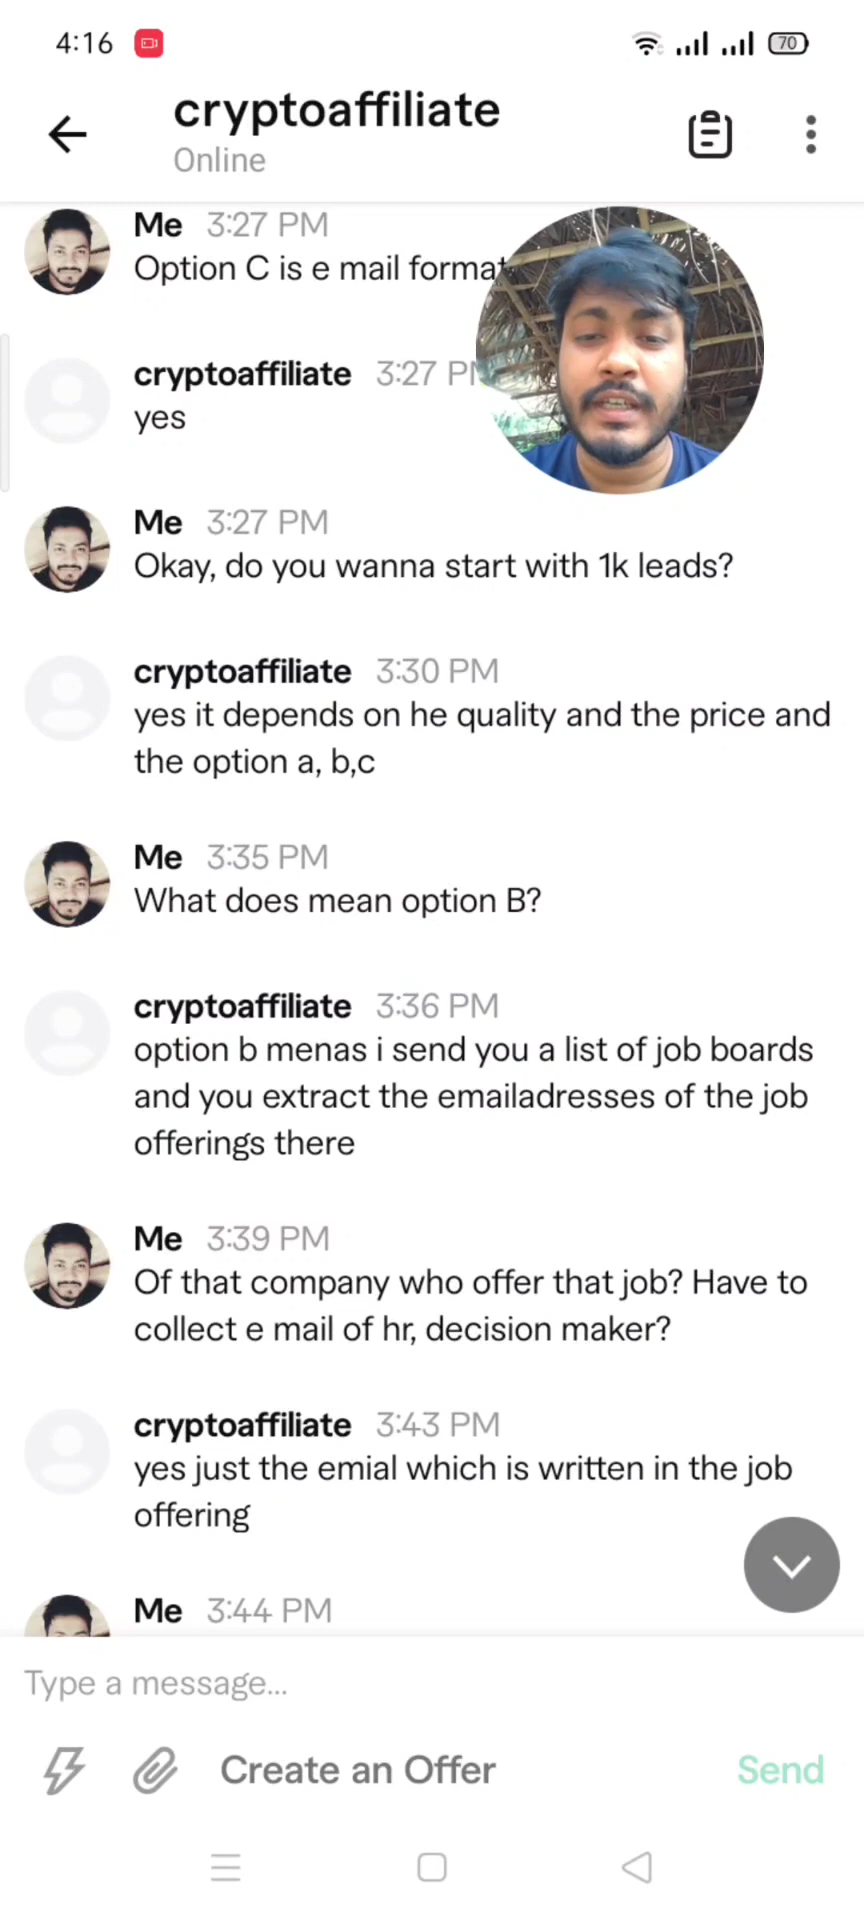 4:16
70
cryptoaffiliate
Online
Me 3:27 PM
Option C is e mail format
cryptoaffiliate 3:27 PM
yes
Me 3:27 PM
Okay, do you wanna start with 1k leads?
cryptoaffiliate 3:30 PM
yes it depends on he quality and the price and
the option a, b,c
Me 3:35 PM
What does mean option B?
cryptoaffiliate 3:36 PM
option b menas i send you a list of job boards
and you extract the emailadresses of the job
offerings there
Me 3:39 PM
Of that company who offer that job? Have to
collect e mail of hr, decision maker?
cryptoaffiliate 3:43 PM
yes just the emial which is written in the job
offering
Me 3:44 PM
Type a message...
Create an Offer
Send